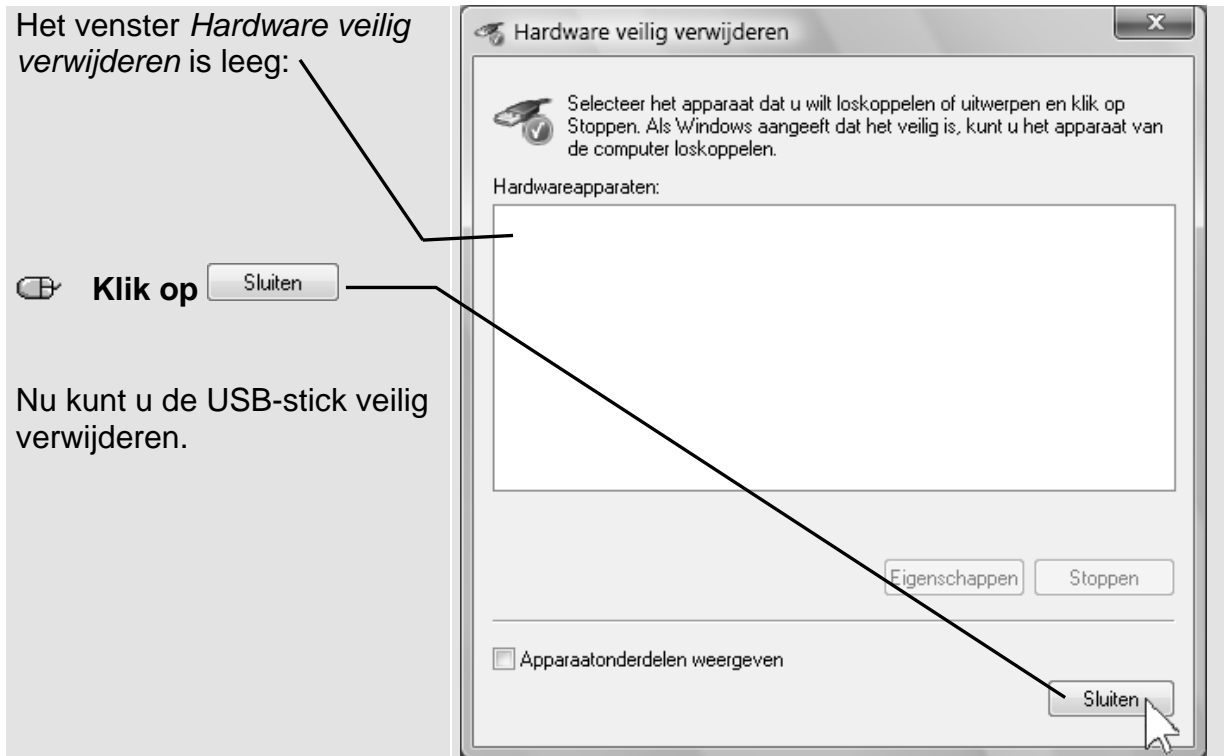 Het venster Hardware veilig
verwijderen is leeg:
Klik op Sluiten
Nu kunt u de USB-stick veilig
verwijderen.
Hardware veilig verwijderen
Selecteer het apparaat dat u wilt loskoppelen of uitwerpen en klik op
Stoppen. Als Windows aangeeft dat het veilig is, kunt u het apparaat van
de computer loskoppelen.
Hardwareapparaten:
Eigenschappen Stoppen
Apparaatonderdelen weergeven
Sluiten